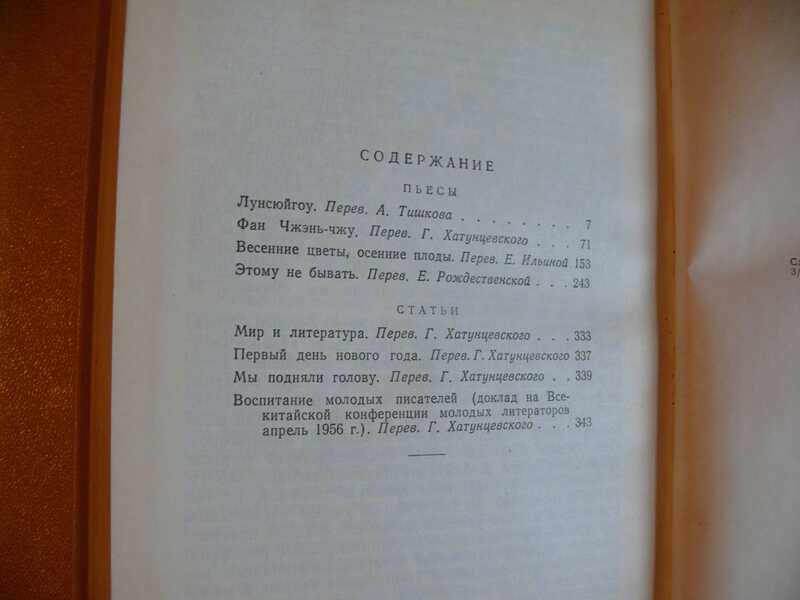 СОДЕРЖАНИЕ
ПЬЕСЫ
Лунсюйгоу. Перев. А. Тишкова . . . . . . . . 7
Фан Чжэнь-чжу. Перев. Г. Хатунцевского . . . 71
Весенние цветы, осенние плоды. Перев. Е. Ильиной 153
Этому не бывать. Перев. Е. Рождественской . . . 243
СТАТЬИ
Мир и литература. Перев. Г. Хатунцевского . . . 333
Первый день нового года. Перев. Г. Хатунцевского 337
Мы подняли голову. Перев. Г. Хатунцевского . . 339
Воспитание молодых писателей (доклад на Все-
китайской конференции молодых литераторов
апрель 1956 г.). Перев. Г. Хатунцевского . . . 343